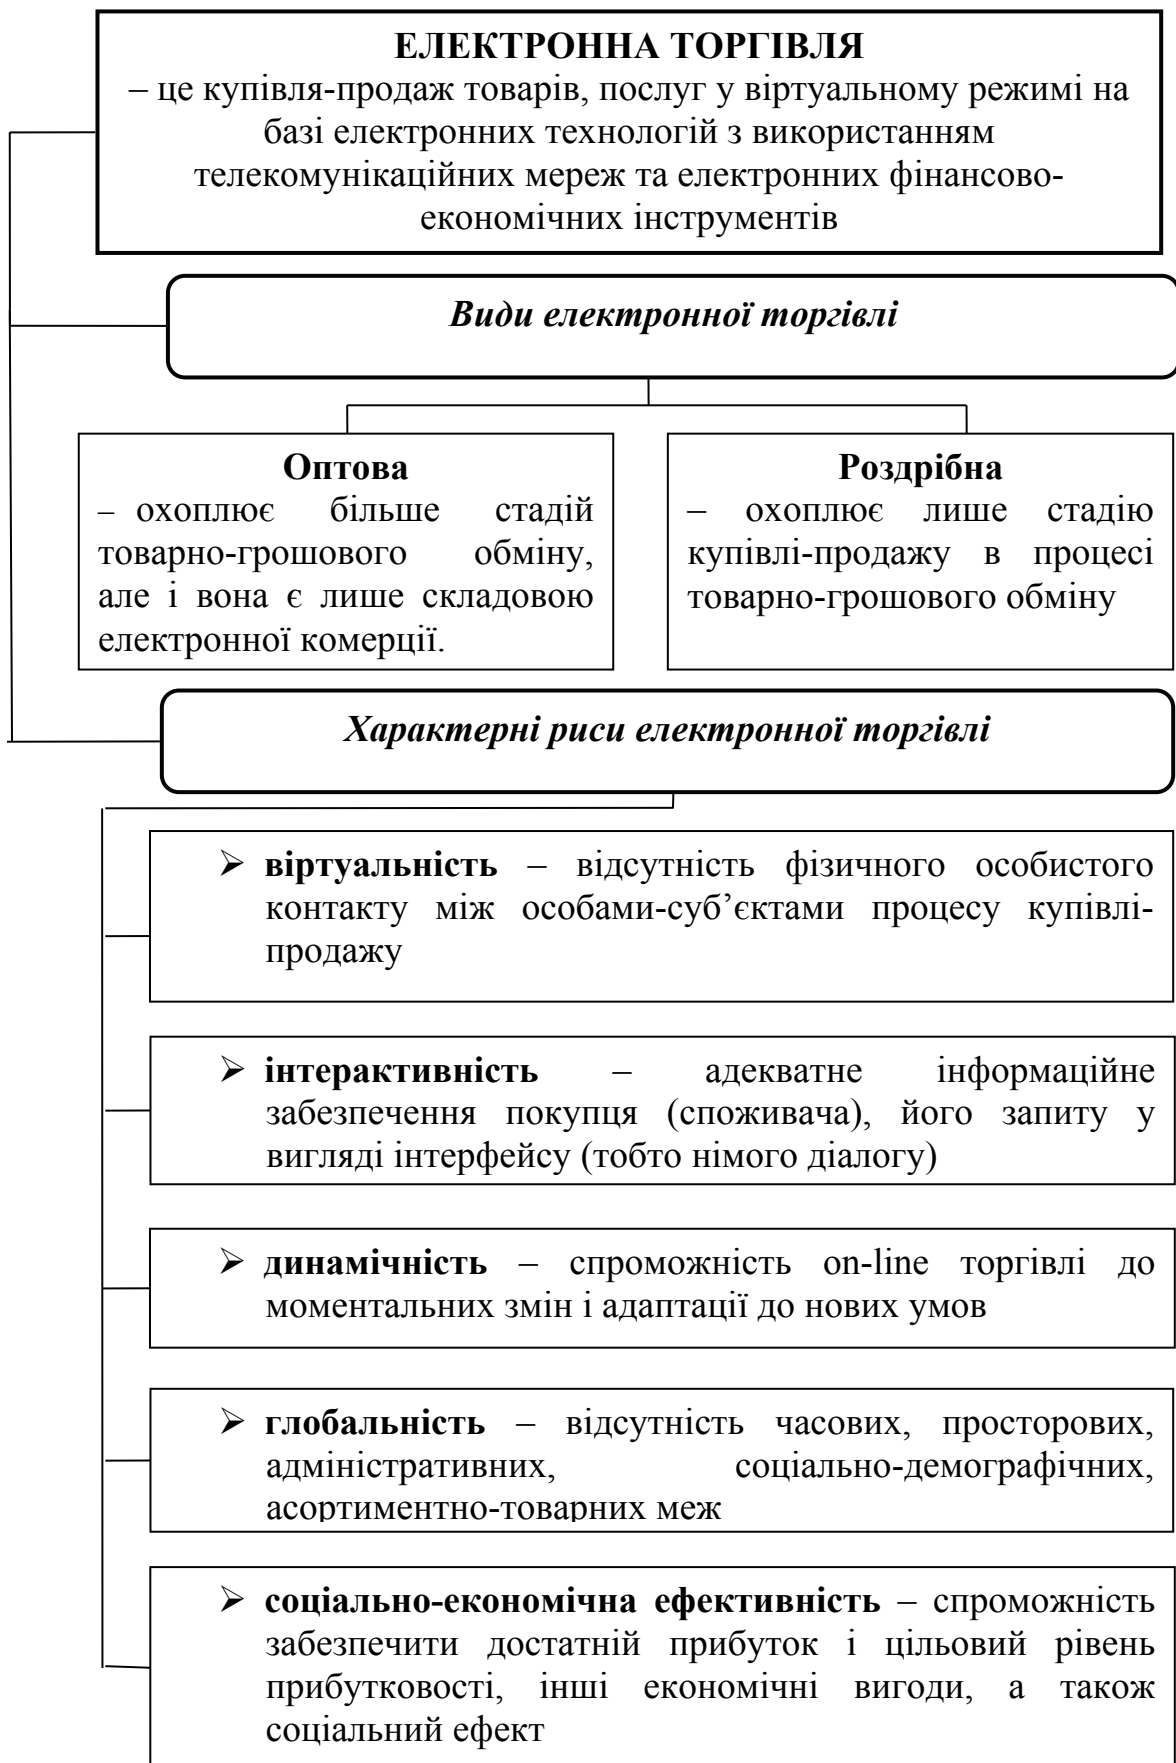 ЕЛЕКТРОННА ТОРГІВЛЯ
– це купівля-продаж товарів, послуг у віртуальному режимі на
базі електронних технологій з використанням
телекомунікаційних мереж та електронних фінансово-
економічних інструментів
Види електронної торгівлі
Оптова
– охоплює більше стадій
товарно-грошового обміну,
але і вона є лише складовою
електронної комерції.
Роздрібна
– охоплює лише стадію
купівлі-продажу в процесі
товарно-грошового обміну
Характерні риси електронної торгівлі
➢ віртуальність – відсутність фізичного особистого
контакту між особами-суб’єктами процесу купівлі-
продажу
➢ інтерактивність – адекватне інформаційне
забезпечення покупця (споживача), його запиту у
вигляді інтерфейсу (тобто німого діалогу)
➢ динамічність – спроможність on-line торгівлі до
моментальних змін і адаптації до нових умов
➢ глобальність – відсутність часових, просторових,
адміністративних, соціально-демографічних,
асортиментно-товарних меж
➢ соціально-економічна ефективність – спроможність
забезпечити достатній прибуток і цільовий рівень
прибутковості, інші економічні вигоди, а також
соціальний ефект